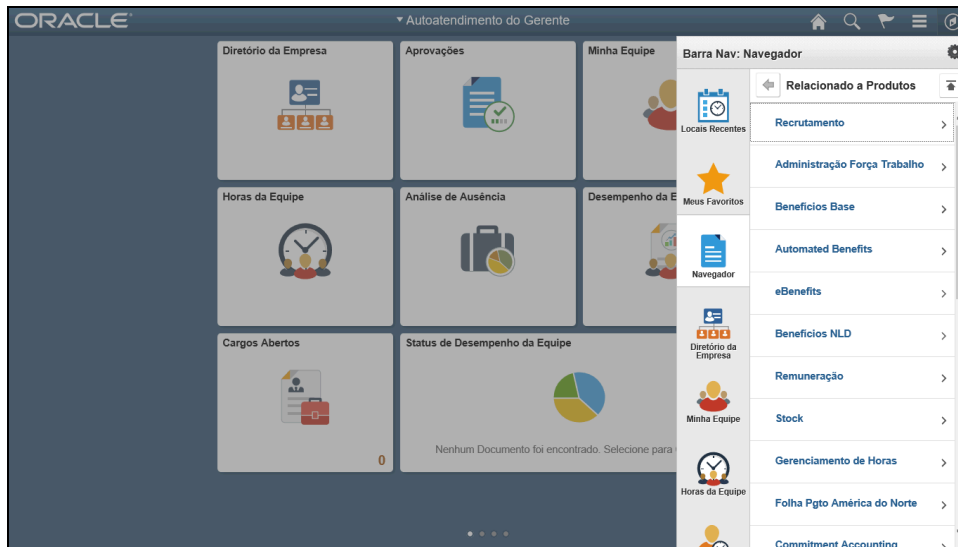 ORACLE
Autoatendimento do Gerente
Diretório da Empresa
Aprovações
Minha Equipe
Horas da Equipe
Análise de Ausência
Desempenho da E
Cargos Abertos
0
Status de Desempenho da Equipe
Nenhum Documento foi encontrado. Selecione para
Barra Nav: Navegador
Locais Recentes
Meus Favoritos
Navegador
Diretório da
Empresa
Minha Equipe
Horas da Equipe
Relacionado a Produtos
Recrutamento
Administração Força Trabalho
Benefícios Base
Automated Benefits
eBenefits
Benefícios NLD
Remuneração
Stock
Gerenciamento de Horas
Folha Pgto América do Norte
Commitment Accounting